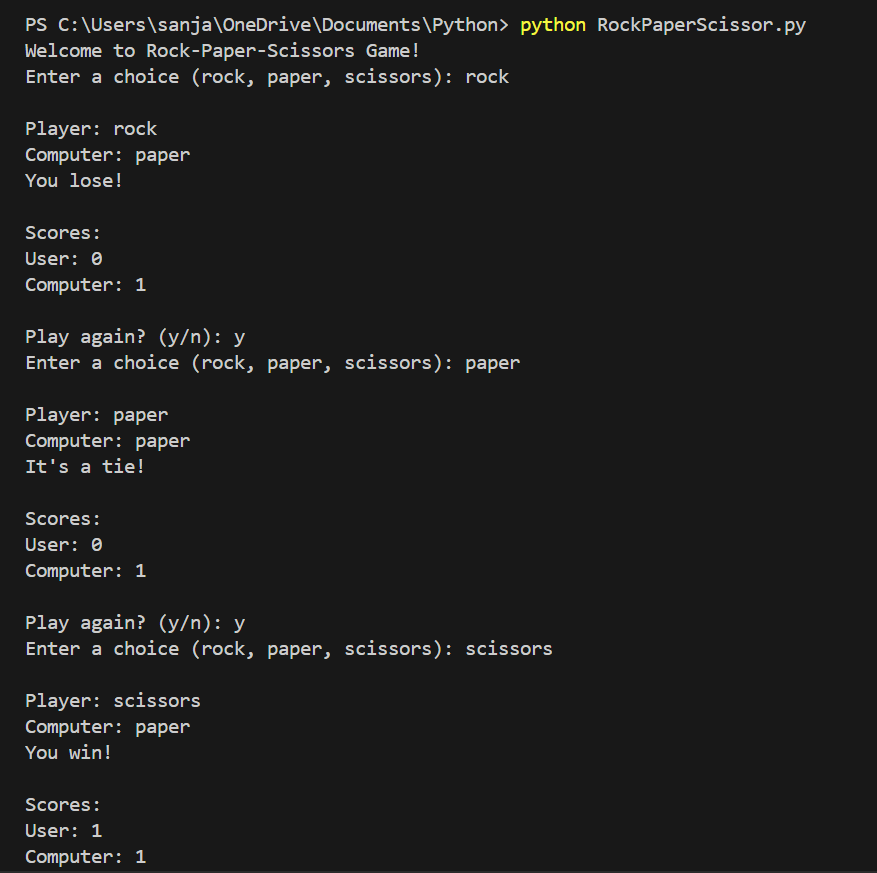 PS C:\Users\sanja\OneDrive\Documents\Python> python RockPaperScissor.py
Welcome to Rock-Paper-Scissors Game!
Enter a choice (rock, paper, scissors): rock
Player: rock
Computer: paper
You lose!
Scores:
User: 0
Computer: 1
Play again? (y/n): y
Enter a choice (rock, paper, scissors): paper
Player: paper
Computer: paper
It's a tie!
Scores:
User: 0
Computer: 1
Play again? (y/n): y
Enter a choice (rock, paper, scissors): scissors
Player: scissors
Computer: paper
You win!
Scores:
User: 1
Computer: 1